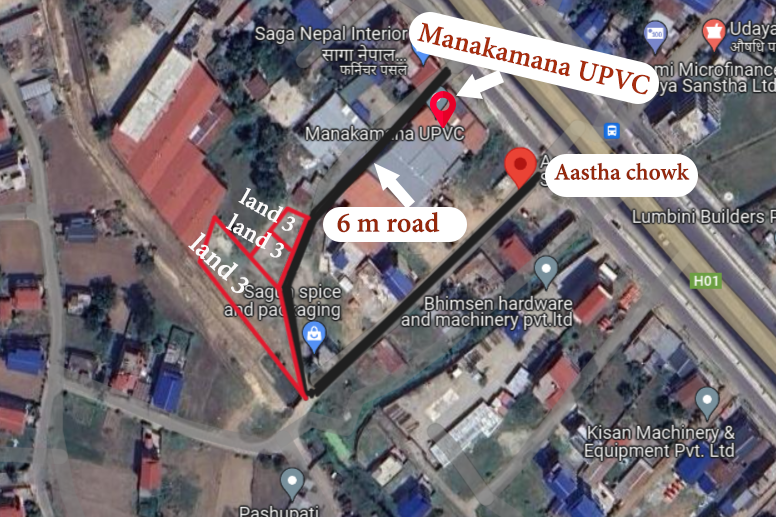 Saga Nepal Interior
सागा नेपाल...
फर्निचर पसल
Manakamana UPVC
Udaya
औषधि प
mi Microfinance
ya Sanstha Ltd
Manakamana UPVC
Aastha chowk
land 3
land 3
land 3
6 m road
Lumbini Builders P
H01
Sagun spice
and packaging
Bhimsen hardware
and machinery pvt.ltd
Kisan Machinery &
Equipment Pvt. Ltd
Pashupati